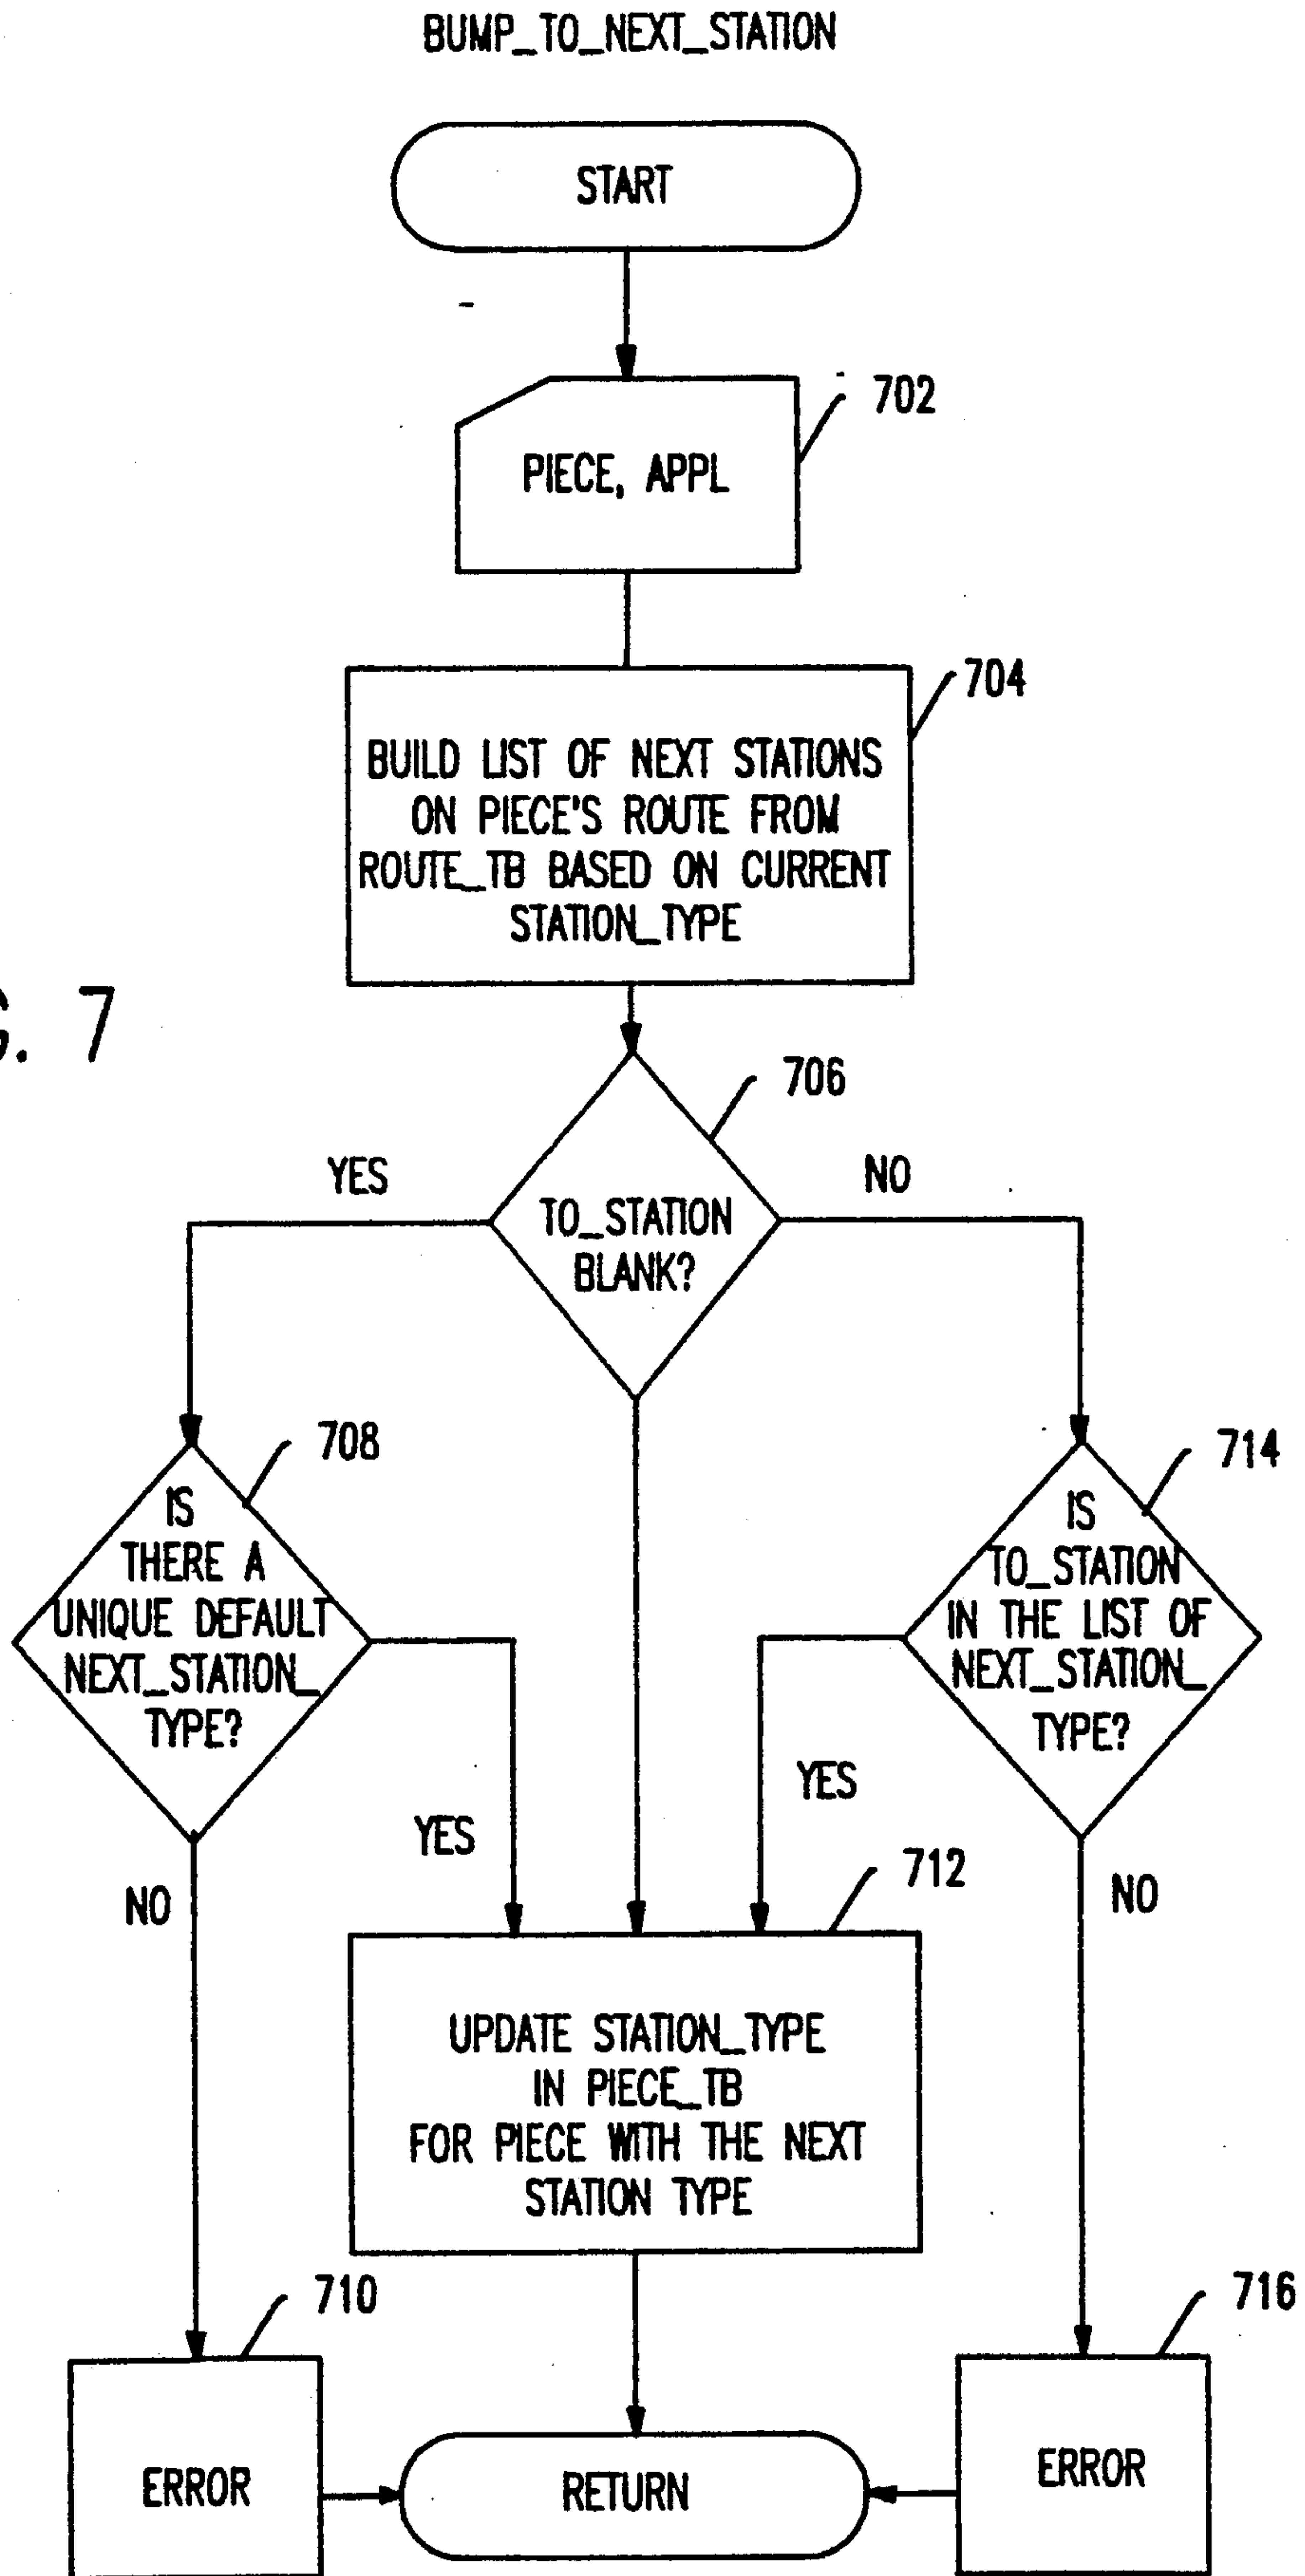 BUMP_TO_NEXT_STATION
START
702
PIECE, APPL
704
BUILD LIST OF NEXT STATIONS
ON PIECE'S ROUTE FROM
ROUTE_TB BASED ON CURRENT
STATION_TYPE
G. 7
706
YES
NO
TO_STATION
BLANK?
708
714
IS
THERE A
UNIQUE DEFAULT
NEXT_STATION_
TYPE?
IS
TO_STATION
IN THE LIST OF
NEXT_STATION_
TYPE?
YES
YES
712
NO
NO
UPDATE STATION_TYPE
IN PIECE_TB
FOR PIECE WITH THE NEXT
STATION TYPE
710
716
ERROR
RETURN
ERROR